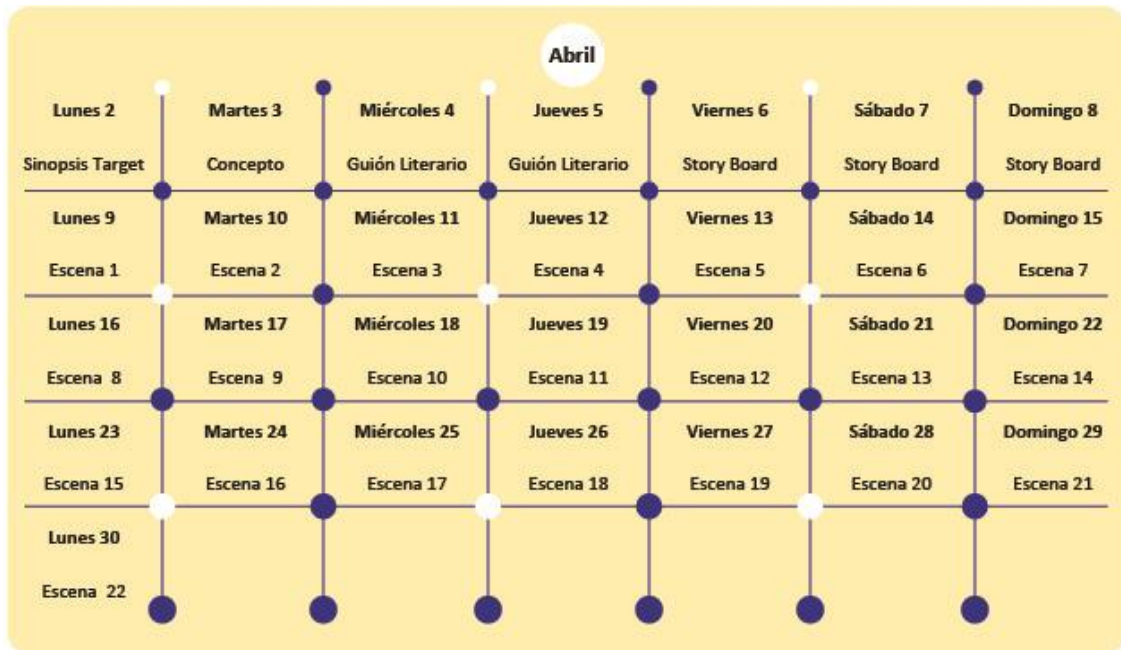 Abril
Lunes 2 Martes 3 Miércoles 4 Jueves 5 Viernes 6 Sábado 7 Domingo 8
Sinopsis Target Concepto Guión Literario Guión Literario Story Board Story Board Story Board
Lunes 9 Martes 10 Miércoles 11 Jueves 12 Viernes 13 Sábado 14 Domingo 15
Escena 1 Escena 2 Escena 3 Escena 4 Escena 5 Escena 6 Escena 7
Lunes 16 Martes 17 Miércoles 18 Jueves 19 Viernes 20 Sábado 21 Domingo 22
Escena 8 Escena 9 Escena 10 Escena 11 Escena 12 Escena 13 Escena 14
Lunes 23 Martes 24 Miércoles 25 Jueves 26 Viernes 27 Sábado 28 Domingo 29
Escena 15 Escena 16 Escena 17 Escena 18 Escena 19 Escena 20 Escena 21
Lunes 30
Escena 22